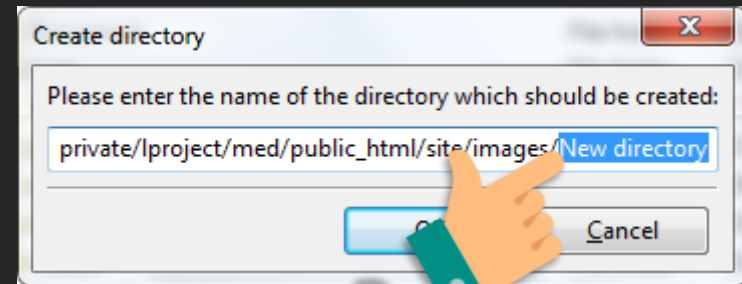 Create directory
Please enter the name of the directory which should be created:
private/lproject/med/public_html/site/images/New directory
Cancel